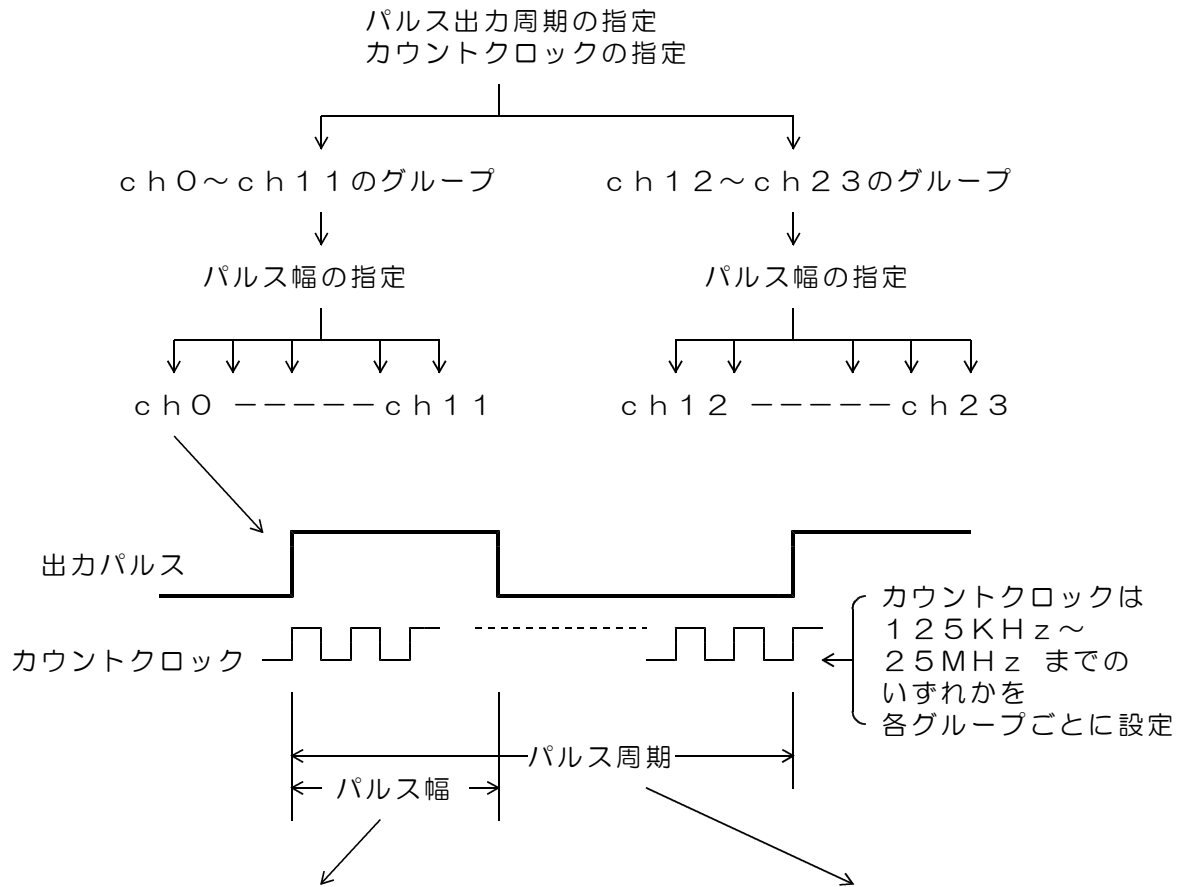 パルス出力周期の指定
カウントクロックの指定
ｃｈ０～ｃｈ１１のグループ
ｃｈ１２～ｃｈ２３のグループ
パルス幅の指定
パルス幅の指定
ｃｈ０ －－－－－ｃｈ１１
ｃｈ１２ －－－－－ｃｈ２３
出力パルス
カウントクロック
カウントクロックは
１２５ＫＨｚ～
２５ＭＨｚ までの
いずれかを
各グループごとに設定
パルス周期
パルス幅